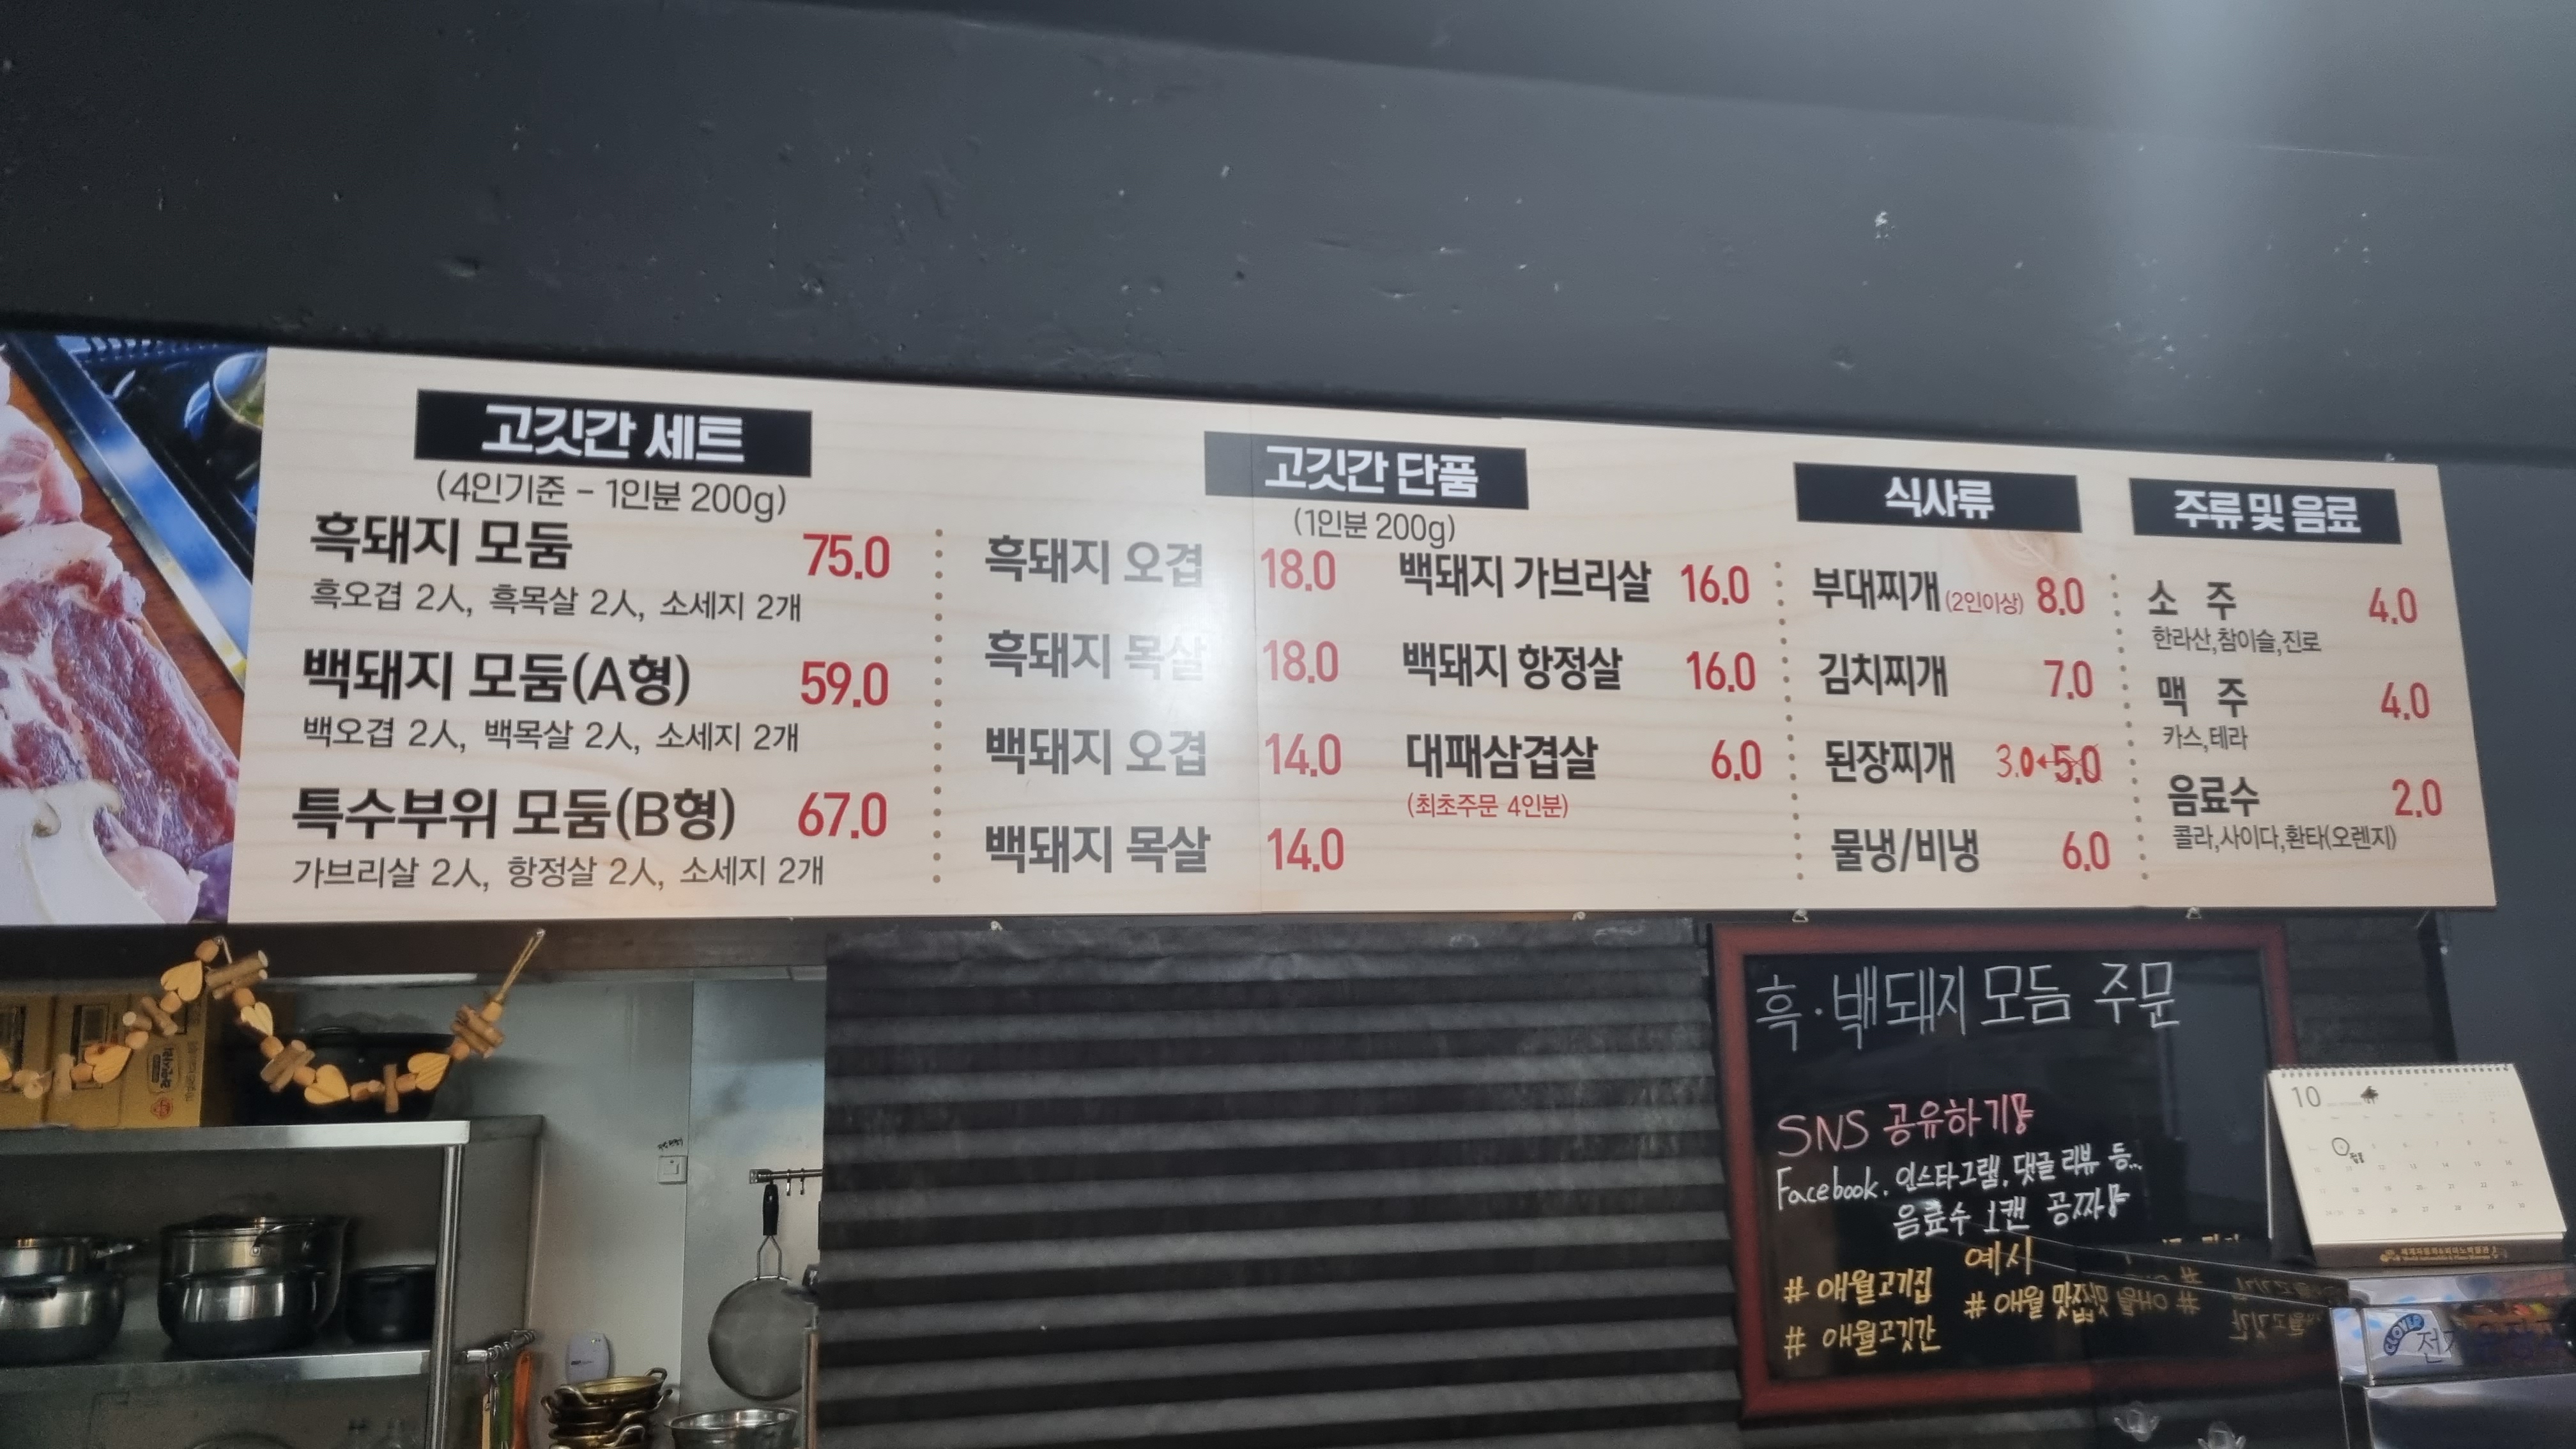 고깃간 세트
(4인기준 - 1인분 200g)
흑돼지 모둠 75.0
흑오겹 2人, 흑목살 2人, 소세지 2개
백돼지 모둠(A형) 59.0
백오겹 2人, 백목살 2人, 소세지 2개
특수부위 모둠(B형) 67.0
가브리살 2人, 항정살 2人, 소세지 2개
고깃간 단품
(1인분 200g)
흑돼지 오겹 18.0
흑돼지 목살 18.0
백돼지 오겹 14.0
백돼지 목살 14.0
백돼지 가브리살 16.0
백돼지 항정살 16.0
대패삼겹살 6.0
(최초주문 4인분)
식사류
부대찌개(2인이상) 8.0
김치찌개 7.0
된장찌개 3.0←5.0
물냉/비냉 6.0
주류 및 음료
소 주 4.0
한라산,참이슬,진로
맥 주 4.0
카스,테라
음료수 2.0
콜라,사이다,환타(오렌지)
흑·백돼지 모듬 주문
SNS 공유하기
Facebook. 인스타그램, 댓글 리뷰 등..
음료수 1캔 공짜
예시
# 애월고기집
# 애월 맛집
# 애월고깃간
10
CLOVER